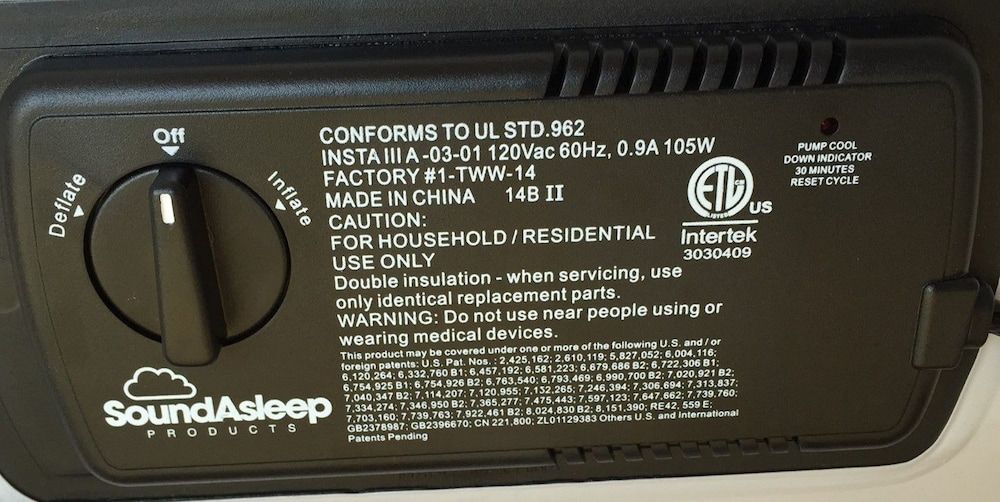 Off
Deflate
Inflate
CONFORMS TO UL STD.962
INSTA III A -03-01 120Vac 60Hz, 0.9A 105W
FACTORY #1-TWW-14
MADE IN CHINA 14B II
CAUTION:
FOR HOUSEHOLD / RESIDENTIAL
USE ONLY
Double insulation - when servicing, use
only identical replacement parts.
WARNING: Do not use near people using or
wearing medical devices.
This product may be covered under one or more of the following U.S. and / or
foreign patents: U.S. Pat. Nos. : 2,425,162; 2,610,119; 5,827,052; 6,004,116;
6,120,264; 6,332,760 B1; 6,457,192; 6,581,223; 6,679,686 B2; 6,722,306 B1;
6,754,925 B1; 6,754,926 B2; 6,763,540; 6,793,469; 6,990,700 B2; 7,020,921 B2;
7,040,347 B2; 7,114,207; 7,120,955; 7,132,265; 7,246,394; 7,306,694; 7,313,837;
7,334,274; 7,346,950 B2; 7,365,277; 7,475,443; 7,597,123; 7,647,662; 7,739,760;
7,703,160; 7,739,763; 7,922,461 B2; 8,024,830 B2; 8,151,390; RE42, 559 E;
GB2378987; GB2396670; CN 221,800; ZL01129383 Others U.S. and International
Patents Pending
ETL
LISTED
US
Intertek
3030409
PUMP COOL
DOWN INDICATOR
30 MINUTES
RESET CYCLE
SoundAsleep
PRODUCTS